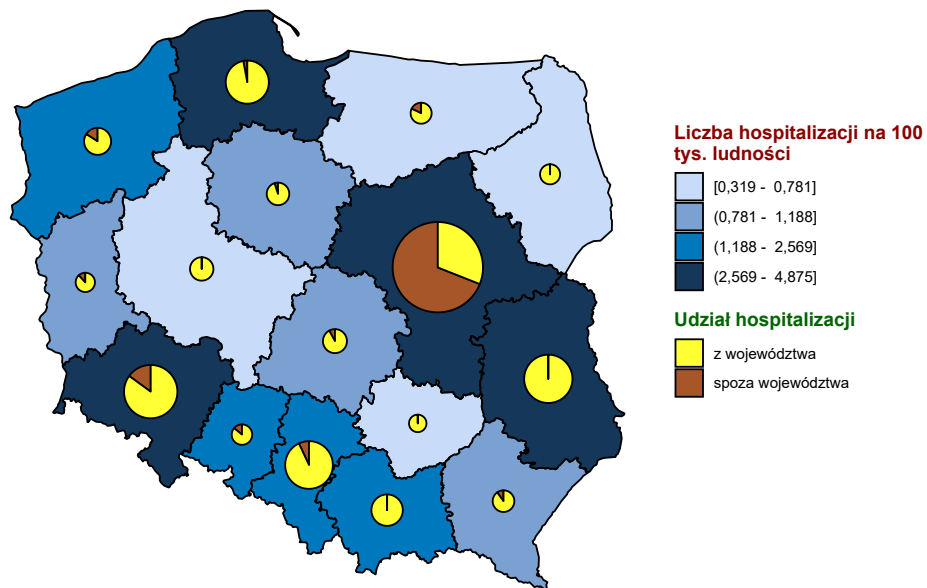 Liczba hospitalizacji na 100
tys. ludności
[0,319 - 0,781]
(0,781 - 1,188]
(1,188 - 2,569]
(2,569 - 4,875]
Udział hospitalizacji
z województwa
spoza województwa